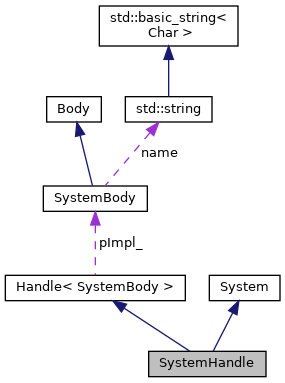 std::basic_string<
Char >
Body
std::string
name
SystemBody
pImpl_
Handle< SystemBody >
System
SystemHandle